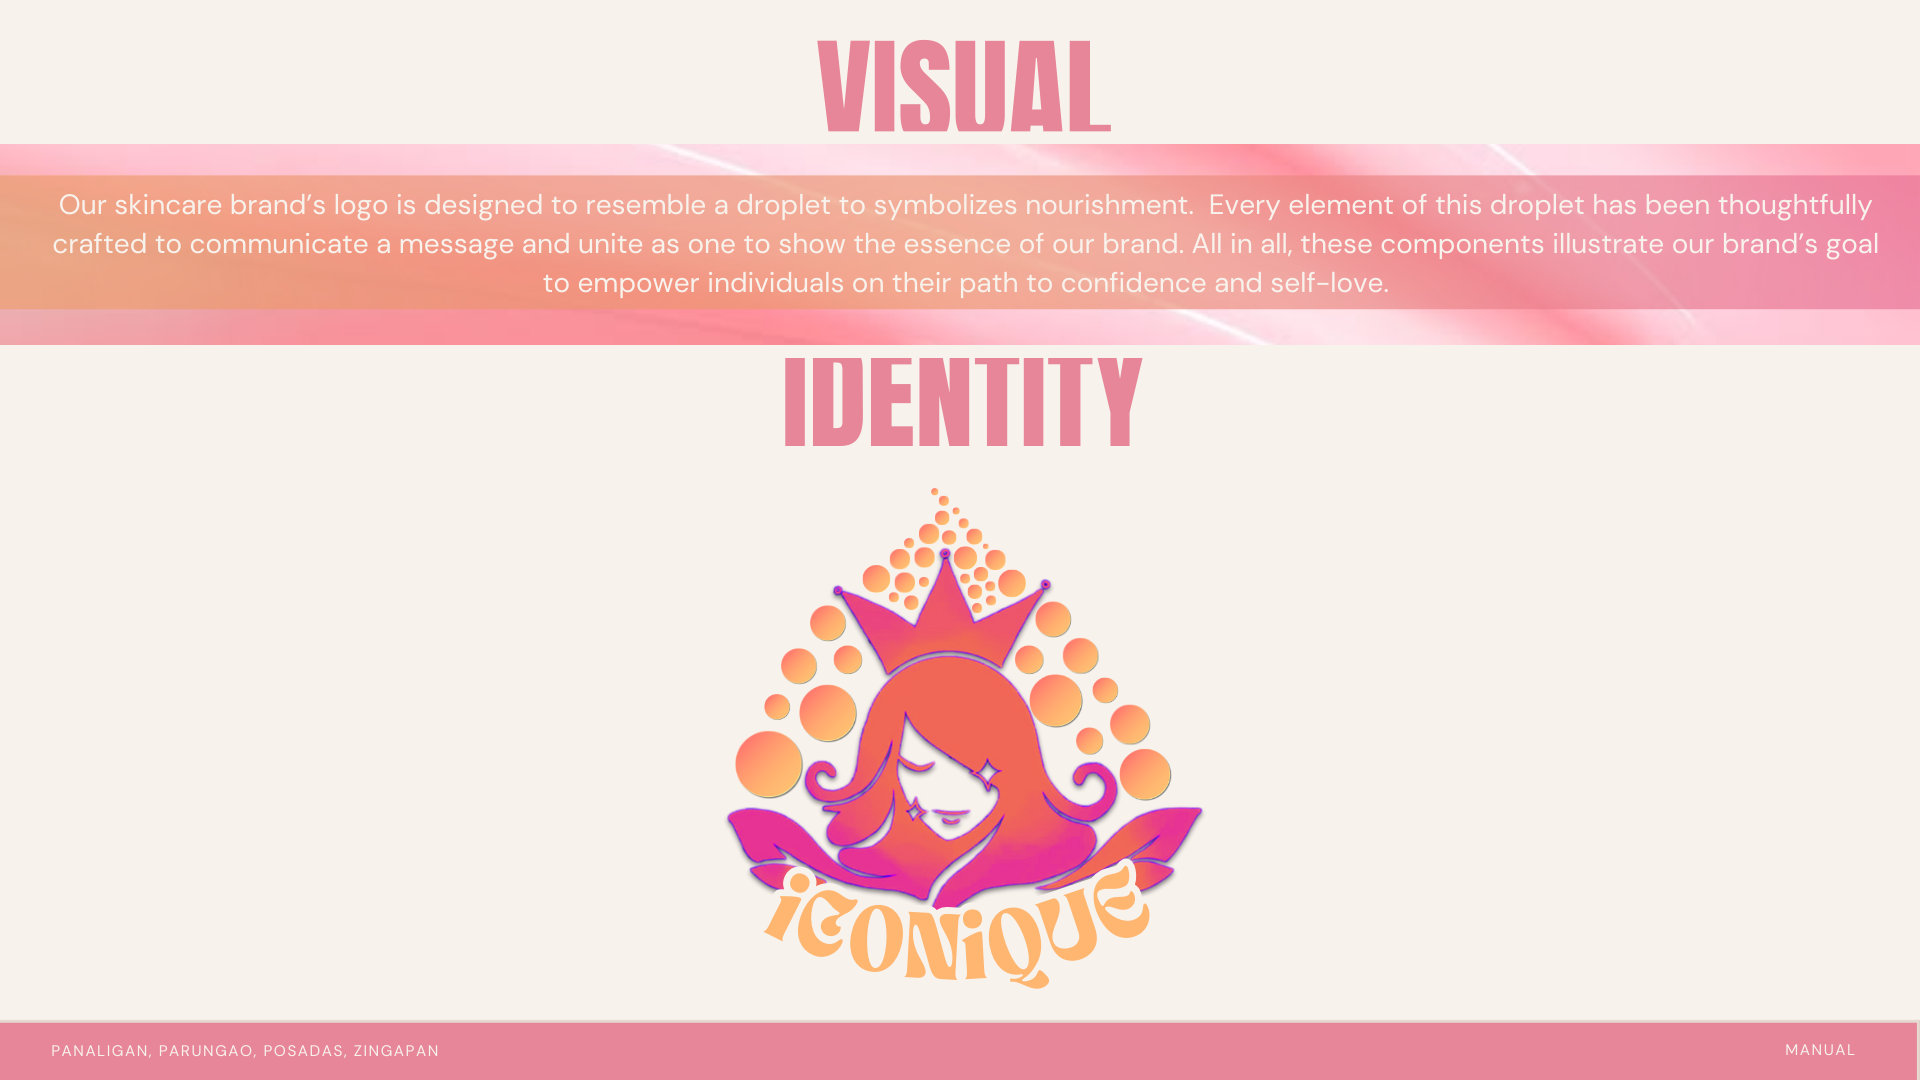 VISUAL
Our skincare brand’s logo is designed to resemble a droplet to symbolizes nourishment.  Every element of this droplet has been thoughtfully
crafted to communicate a message and unite as one to show the essence of our brand. All in all, these components illustrate our brand’s goal
to empower individuals on their path to confidence and self-love.
IDENTITY
iCONiQUE
PANALIGAN, PARUNGAO, POSADAS, ZINGAPAN
MANUAL